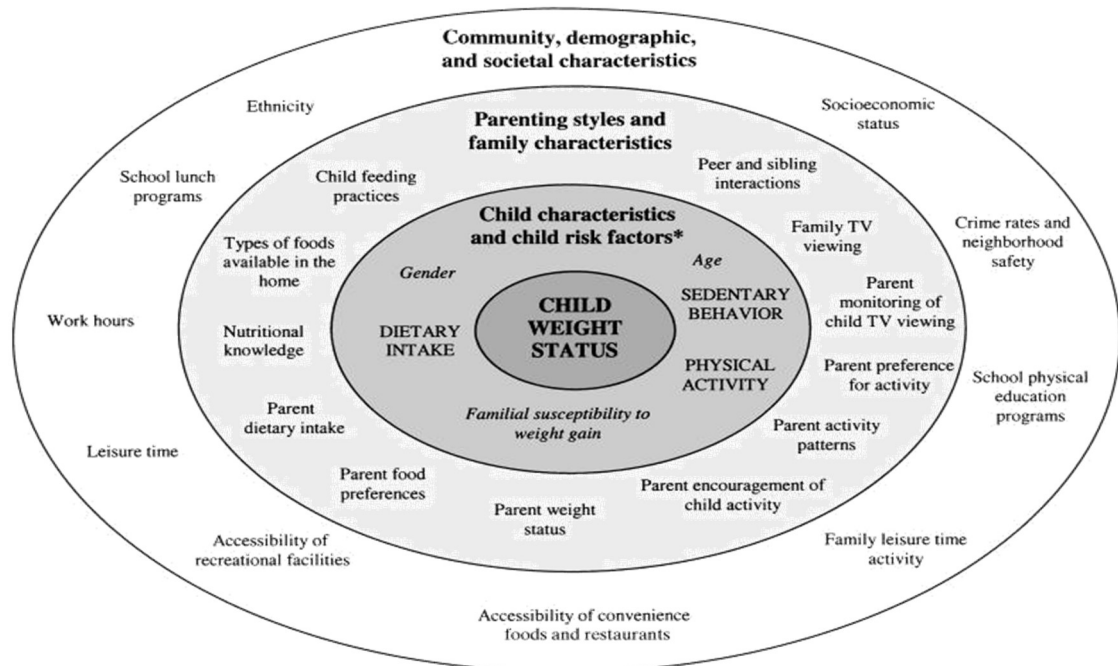 Community, demographic,
and societal characteristics
Ethnicity
Socioeconomic
status
Parenting styles and
family characteristics
School lunch
programs
Child feeding
practices
Peer and sibling
interactions
Child characteristics
and child risk factors*
Family TV
viewing
Crime rates and
neighborhood
safety
Types of foods
available in the
home
Gender
Age
CHILD
WEIGHT
STATUS
SEDENTARY
BEHAVIOR
Parent
monitoring of
child TV viewing
Work hours
Nutritional
knowledge
DIETARY
INTAKE
PHYSICAL
ACTIVITY
Parent preference
for activity
School physical
education
programs
Parent
dietary intake
Familial susceptibility to
weight gain
Parent activity
patterns
Leisure time
Parent food
preferences
Parent weight
status
Parent encouragement of
child activity
Accessibility of
recreational facilities
Family leisure time
activity
Accessibility of convenience
foods and restaurants